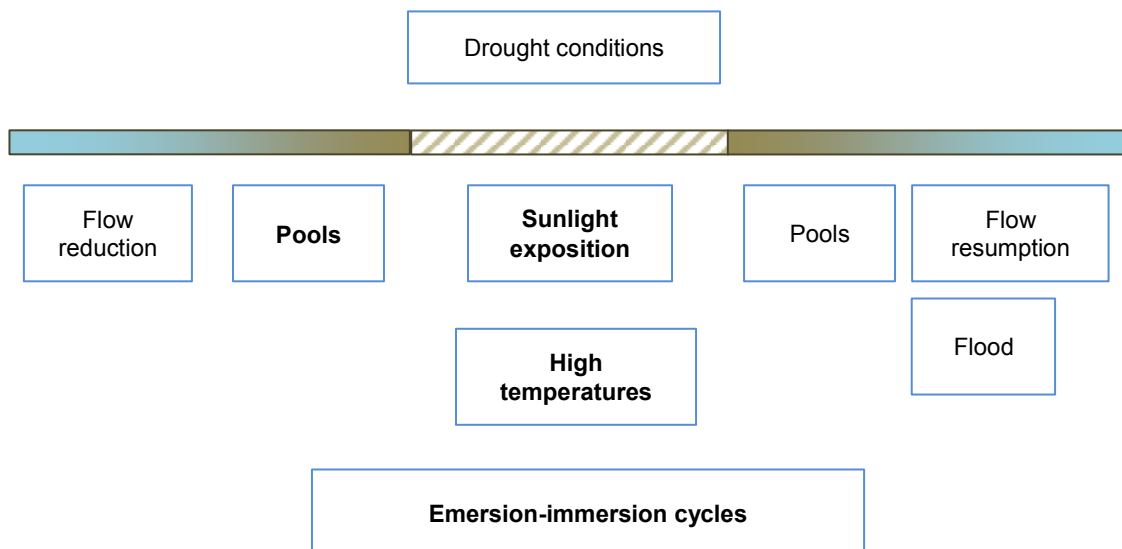 Drought conditions
Flow
reduction
Pools
Sunlight
exposition
Pools
Flow
resumption
Flood
High
temperatures
Emersion-immersion cycles